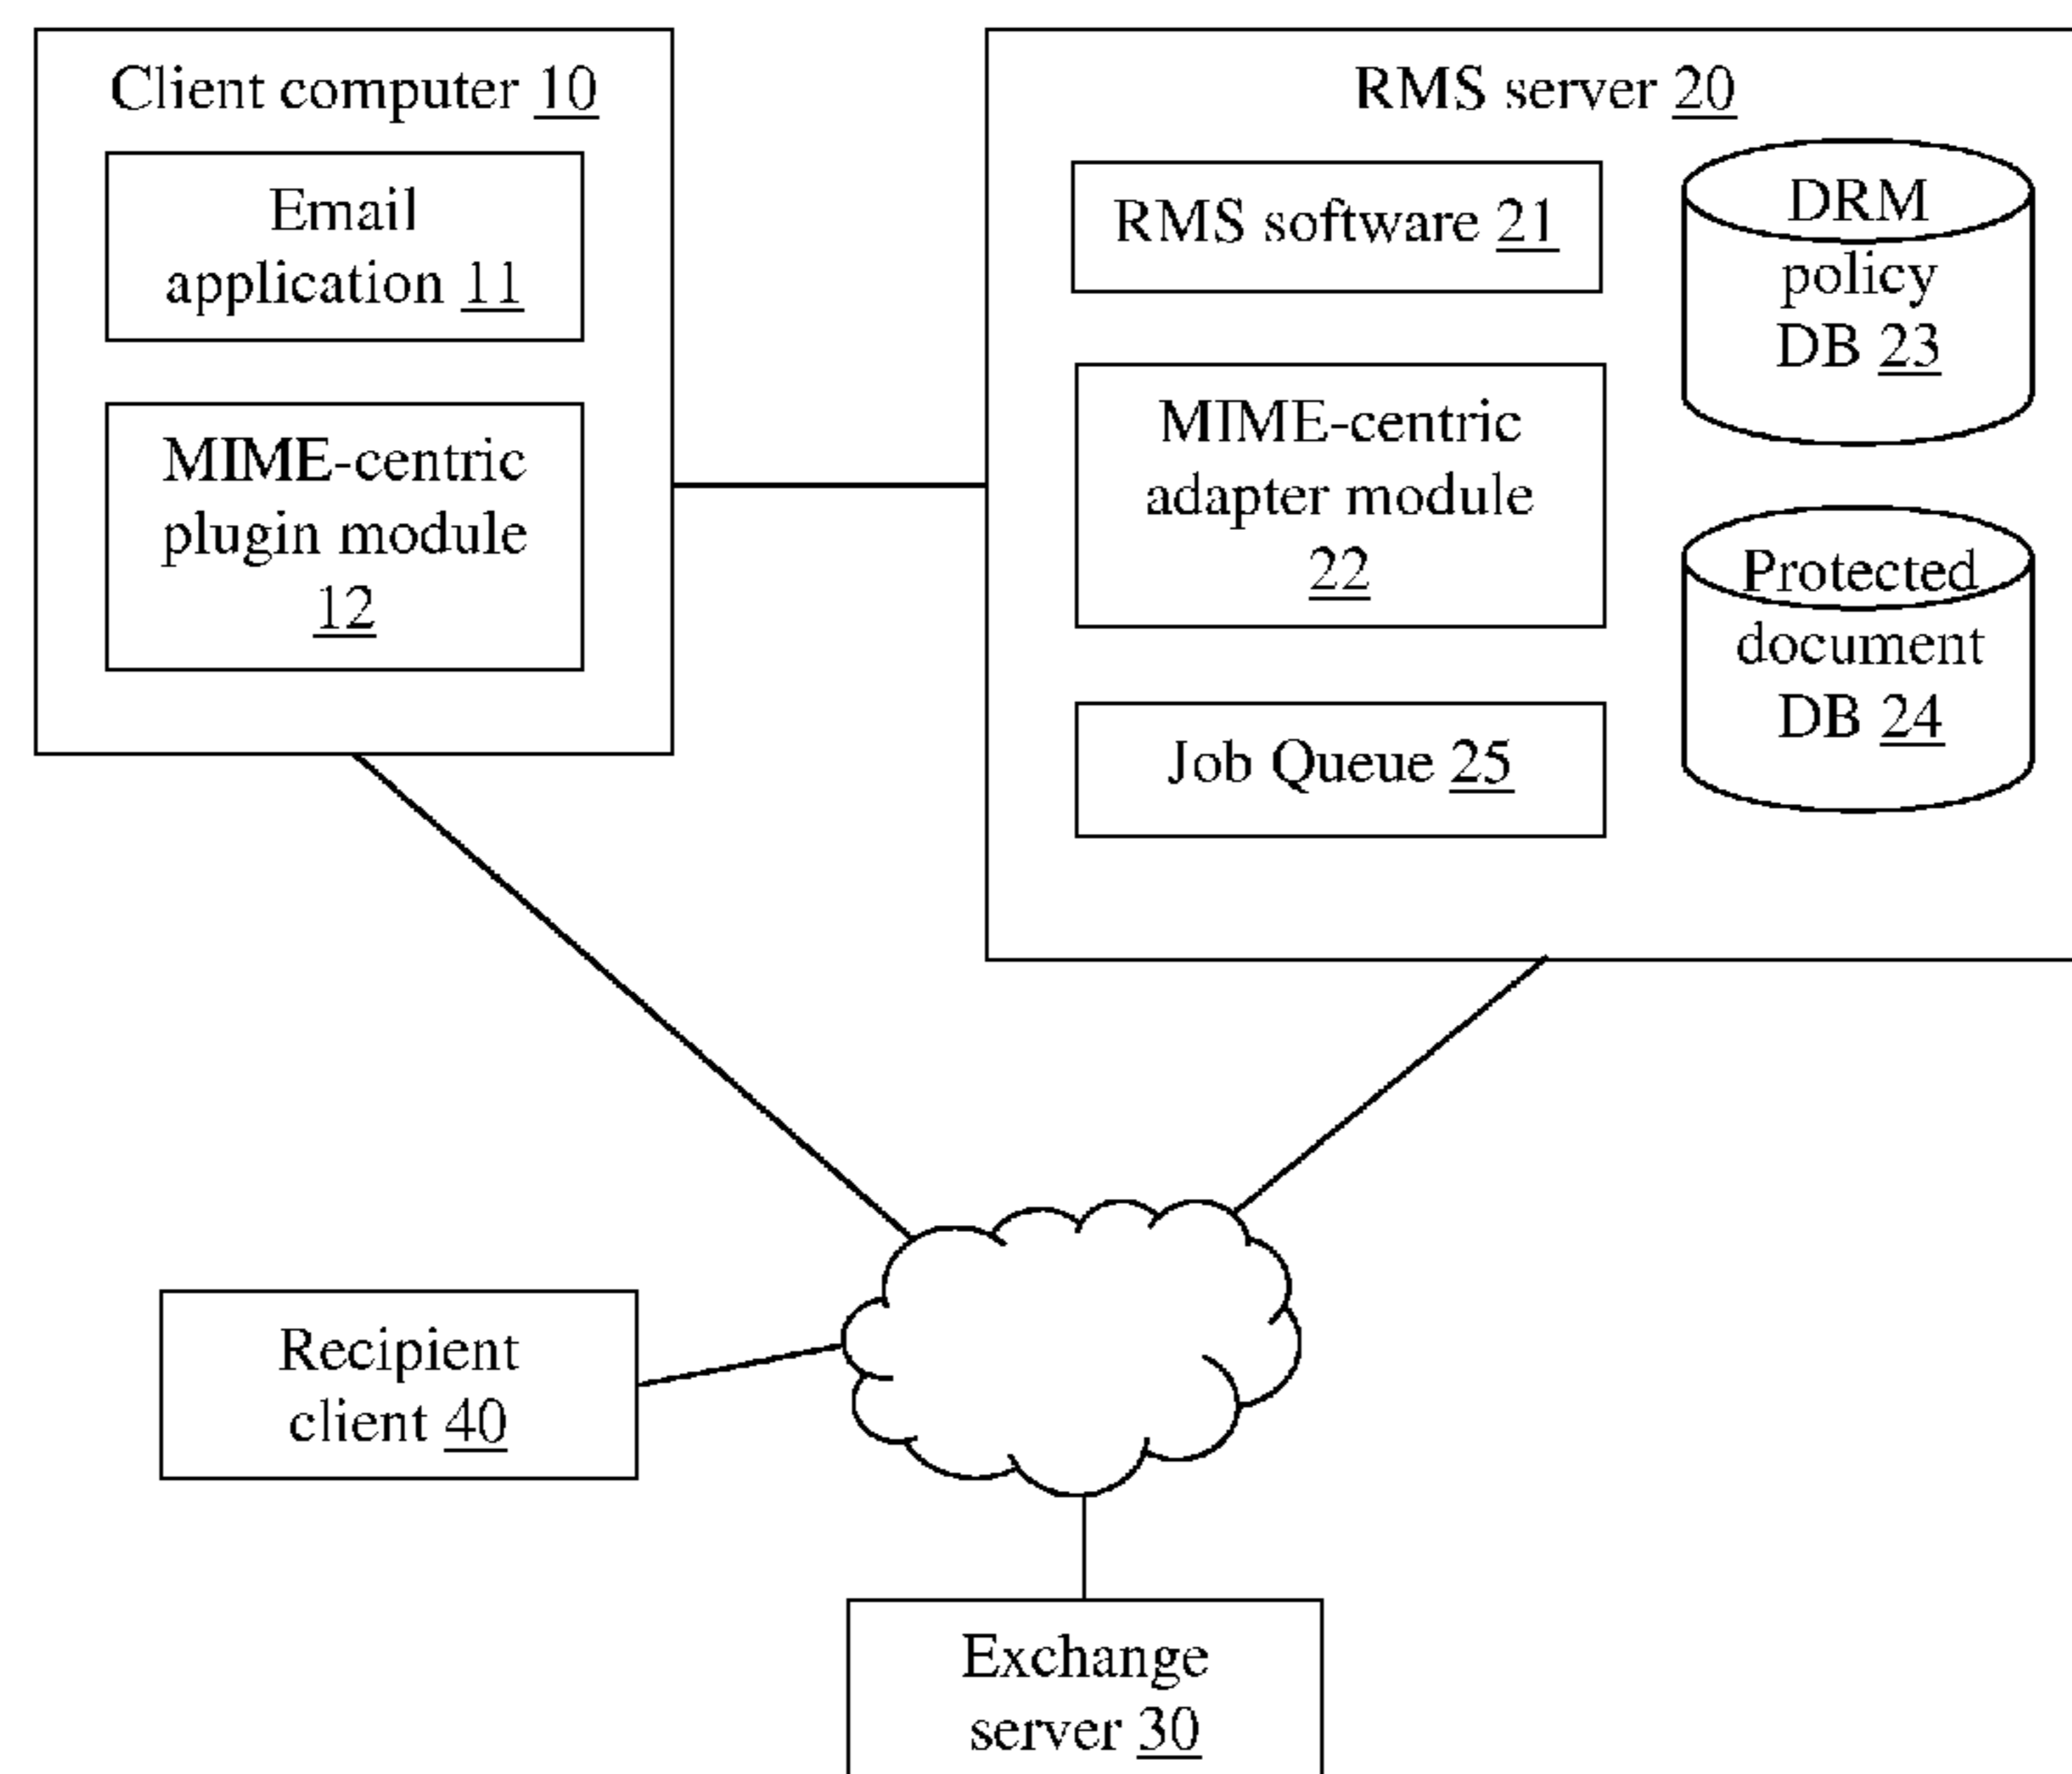 Client computer 10
Email
application 11
MIME-centric
plugin module
12
RMS server 20
RMS software 21
MIME-centric
adapter module
22
Job Queue 25
DRM
policy
DB 23
Protected
document
DB 24
Recipient
client 40
Exchange
server 30